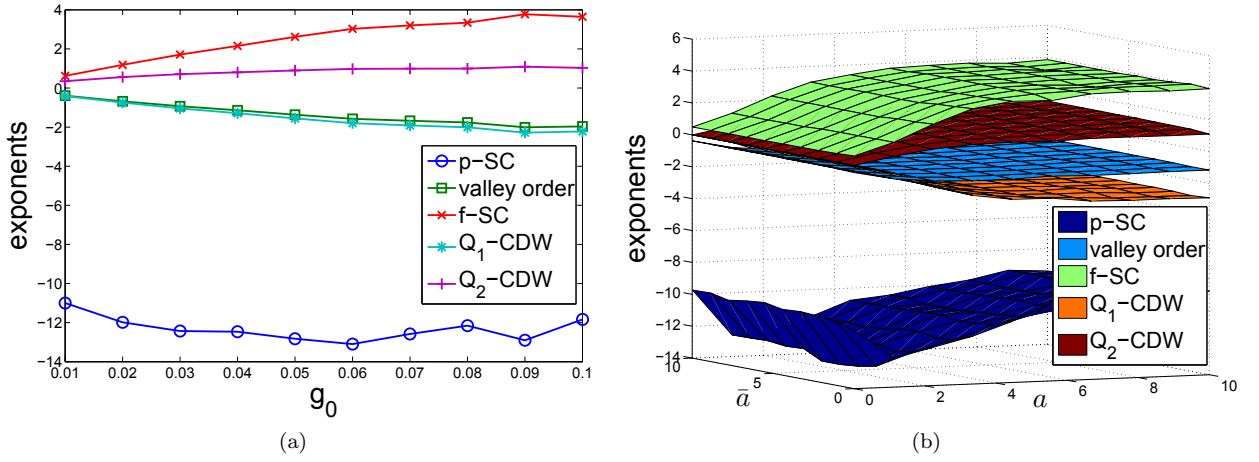 4
2
0
−2
−4
−6
−8
−10
−12
−14
exponents
0.01 0.02 0.03 0.04 0.05 0.06 0.07 0.08 0.09 0.1
g0
p−SC
valley order
f−SC
Q1−CDW
Q2−CDW
(a)
6
4
2
0
−2
−4
−6
−8
−10
−12
−14
exponents
10 5 0
ā
0 2 4 6 8 10
a
p−SC
valley order
f−SC
Q1−CDW
Q2−CDW
(b)